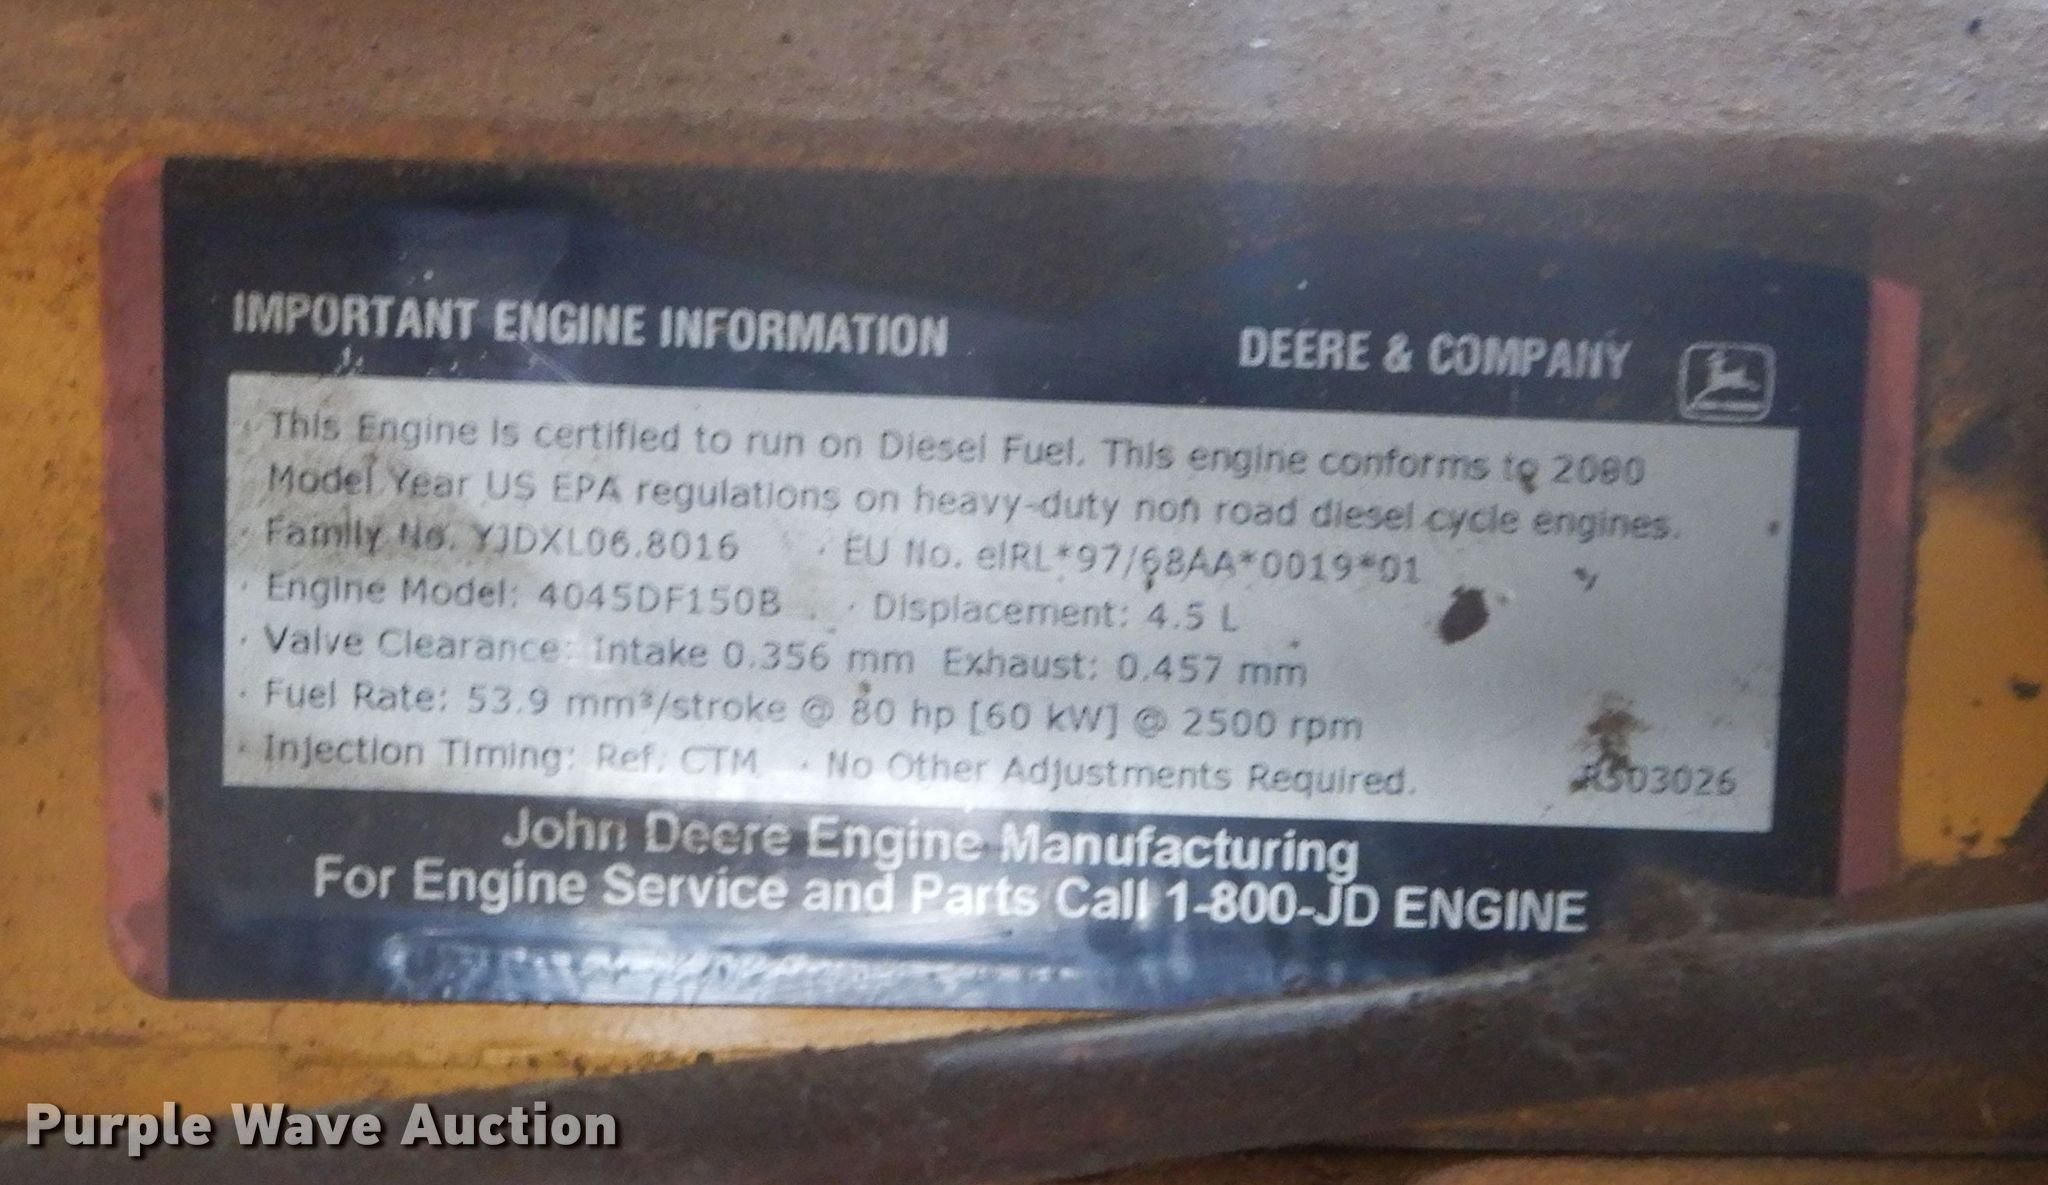 IMPORTANT ENGINE INFORMATION DEERE & COMPANY
· This Engine is certified to run on Diesel Fuel. This engine conforms to 2000
Model Year US EPA regulations on heavy-duty non road diesel cycle engines.
· Family No. YJDXL06.8016 · EU No. eIRL*97/68AA*0019*01
· Engine Model: 4045DF150B · Displacement: 4.5 L
· Valve Clearance: Intake 0.356 mm Exhaust: 0.457 mm
· Fuel Rate: 53.9 mm³/stroke @ 80 hp [60 kW] @ 2500 rpm
· Injection Timing: Ref. CTM · No Other Adjustments Required. R503026
John Deere Engine Manufacturing
For Engine Service and Parts Call 1-800-JD ENGINE
Purple Wave Auction